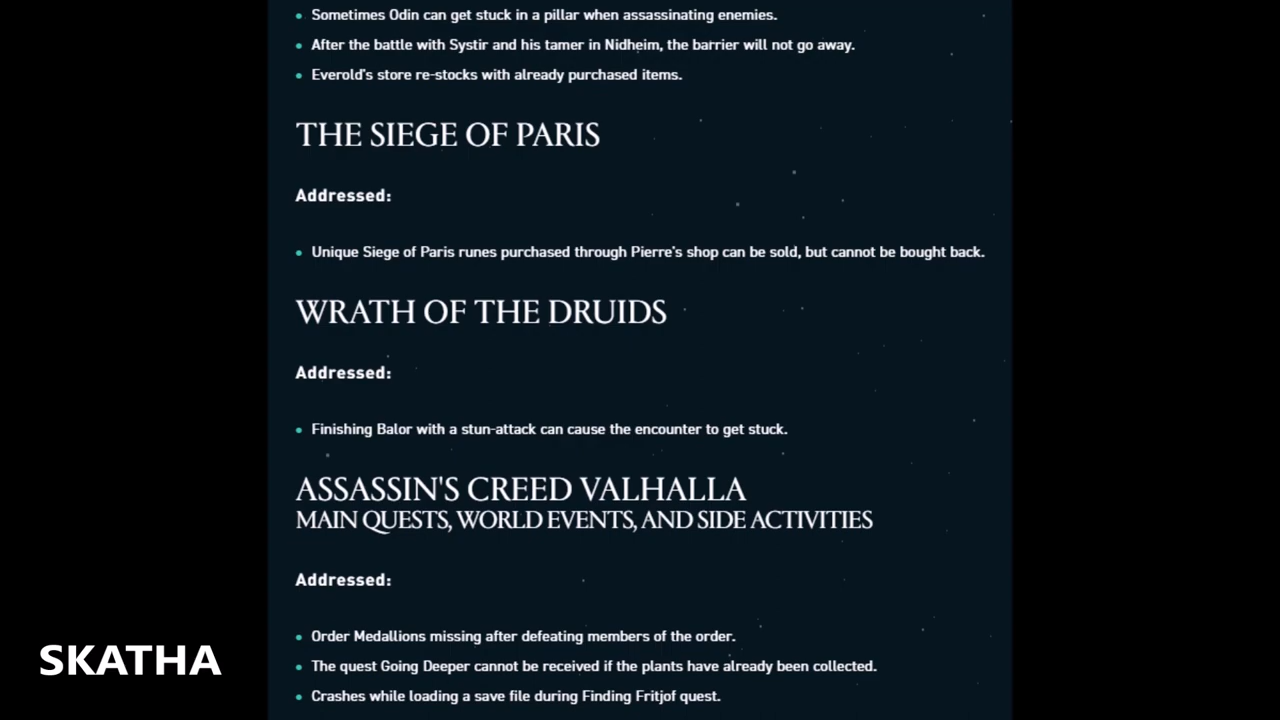 Sometimes Odin can get stuck in a pillar when assassinating enemies.
After the battle with Systir and his tamer in Nidheim, the barrier will not go away.
Everold's store re-stocks with already purchased items.
THE SIEGE OF PARIS
Addressed:
Unique Siege of Paris runes purchased through Pierre's shop can be sold, but cannot be bought back.
WRATH OF THE DRUIDS
Addressed:
Finishing Balor with a stun-attack can cause the encounter to get stuck.
ASSASSIN'S CREED VALHALLA
MAIN QUESTS, WORLD EVENTS, AND SIDE ACTIVITIES
Addressed:
Order Medallions missing after defeating members of the order.
The quest Going Deeper cannot be received if the plants have already been collected.
Crashes while loading a save file during Finding Fritjof quest.
SKATHA